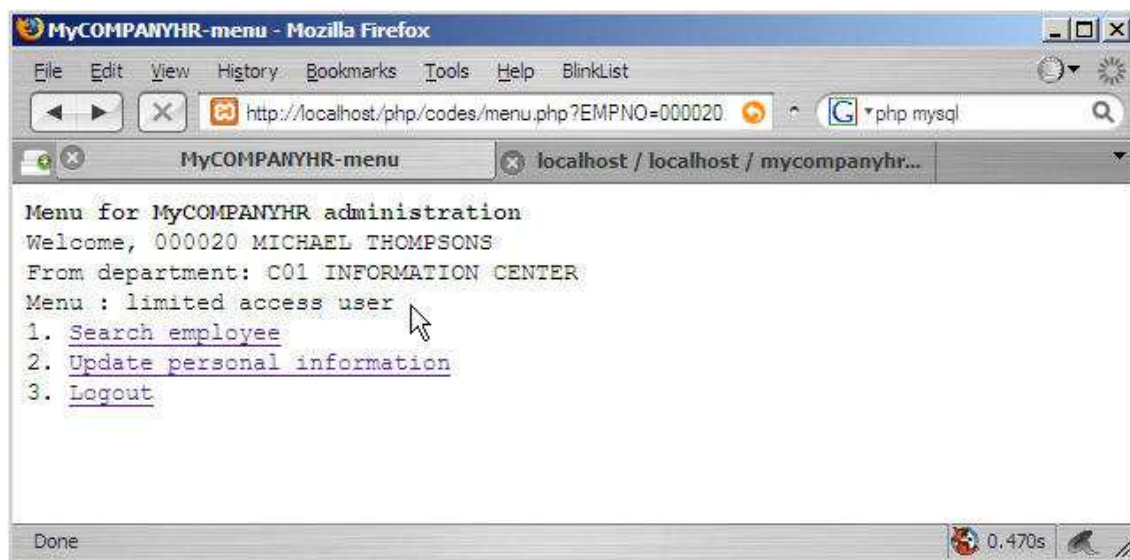 MyCOMPANYHR-menu - Mozilla Firefox
File Edit View History Bookmarks Tools Help BlinkList
http://localhost/php/codes/menu.php?EMPNO=000020 G php mysql
MyCOMPANYHR-menu localhost / localhost / mycompanyhr...
Menu for MyCOMPANYHR administration
Welcome, 000020 MICHAEL THOMPSONS
From department: C01 INFORMATION CENTER
Menu : limited access user
1. Search employee
2. Update personal information
3. Logout
Done 0.470s